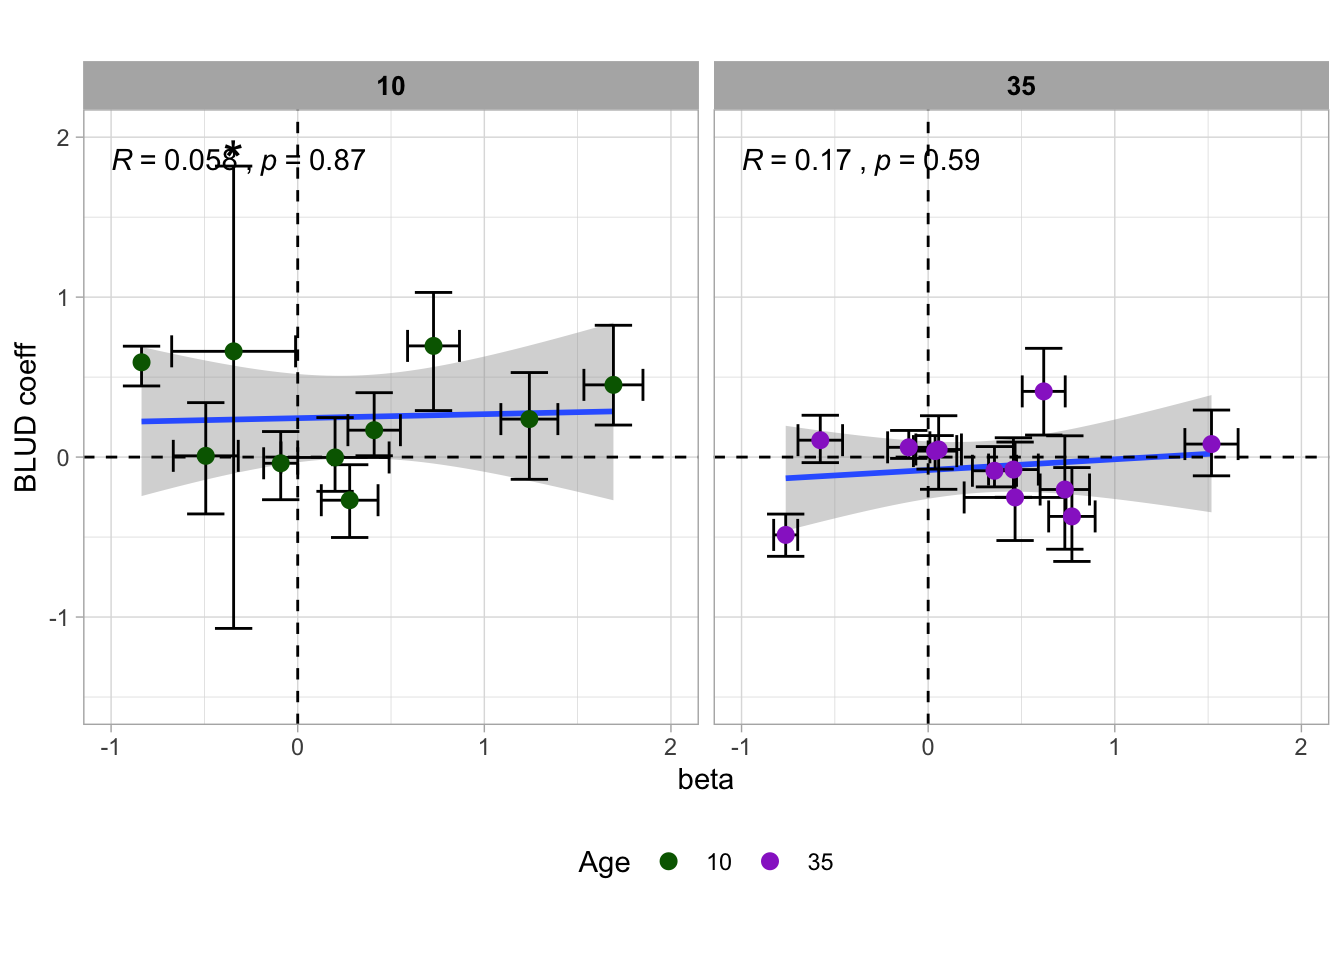 10 35
2
*
R = 0.058 , p = 0.87 R = 0.17 , p = 0.59
1
0
-1
-1 0 1 2 -1 0 1 2
BLUD coeff
beta
Age 10 35